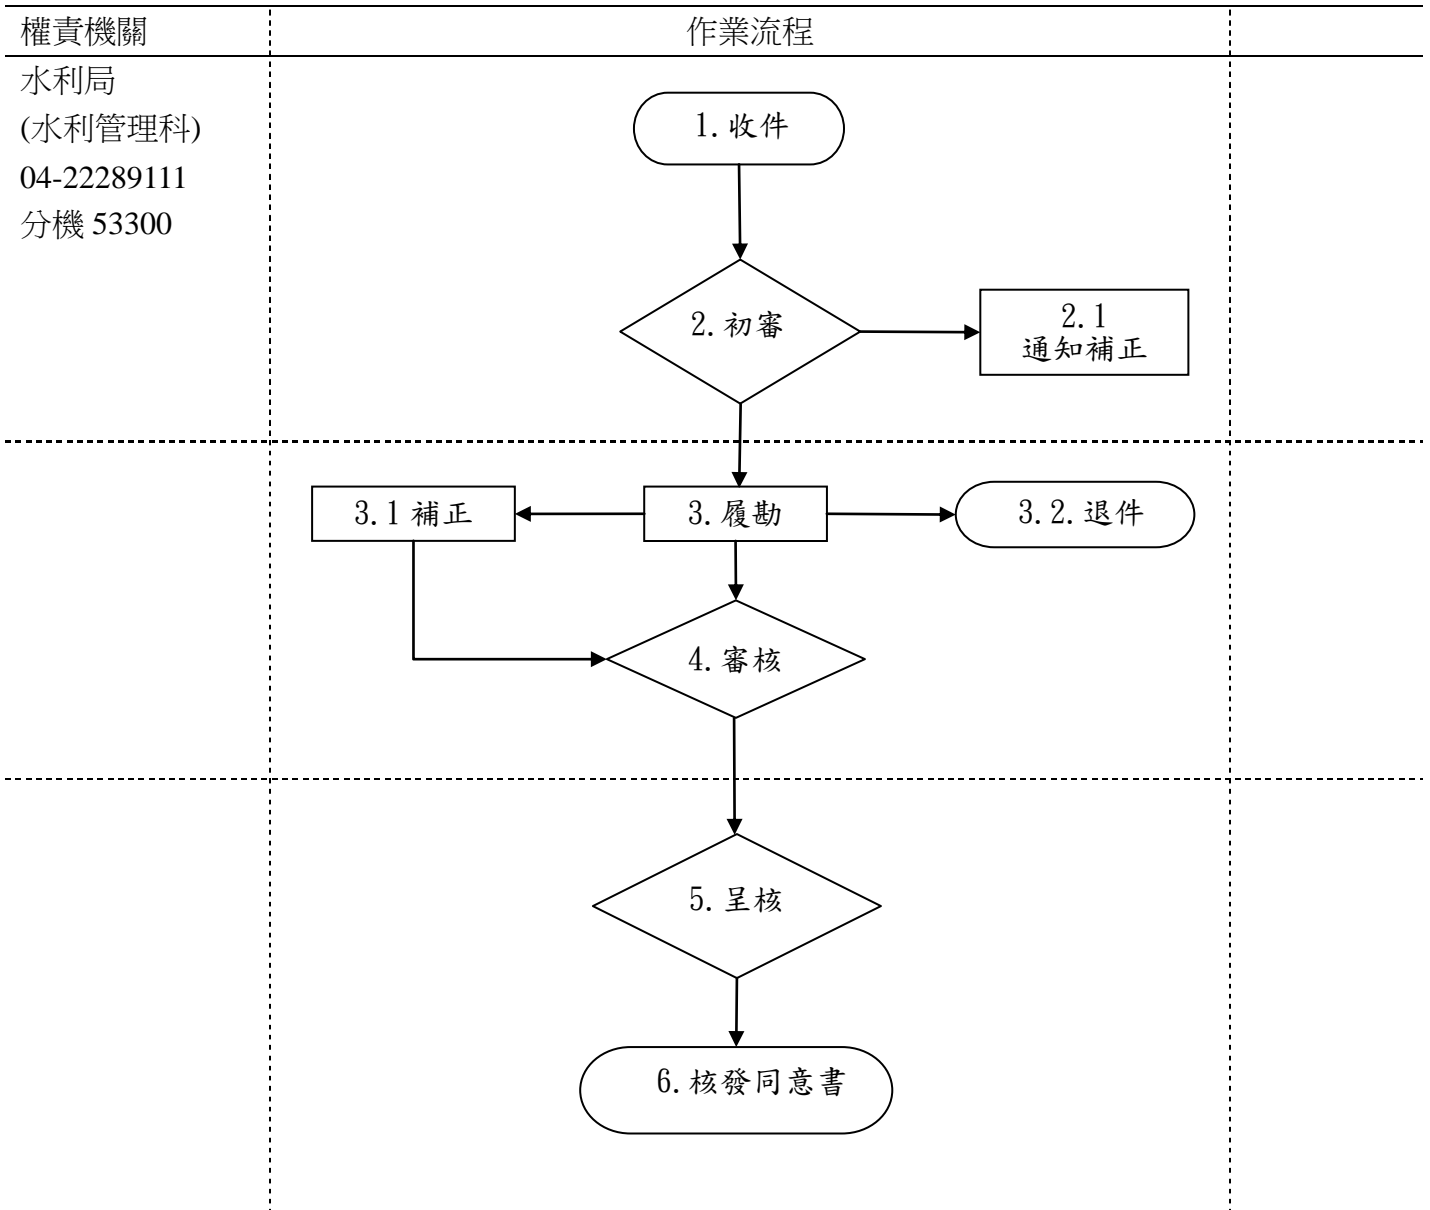 權責機關
作業流程
水利局
(水利管理科)
04-22289111
分機 53300
1.收件
2.初審
2.1
通知補正
3.1 補正
3.履勘
3.2.退件
4.審核
5.呈核
6.核發同意書